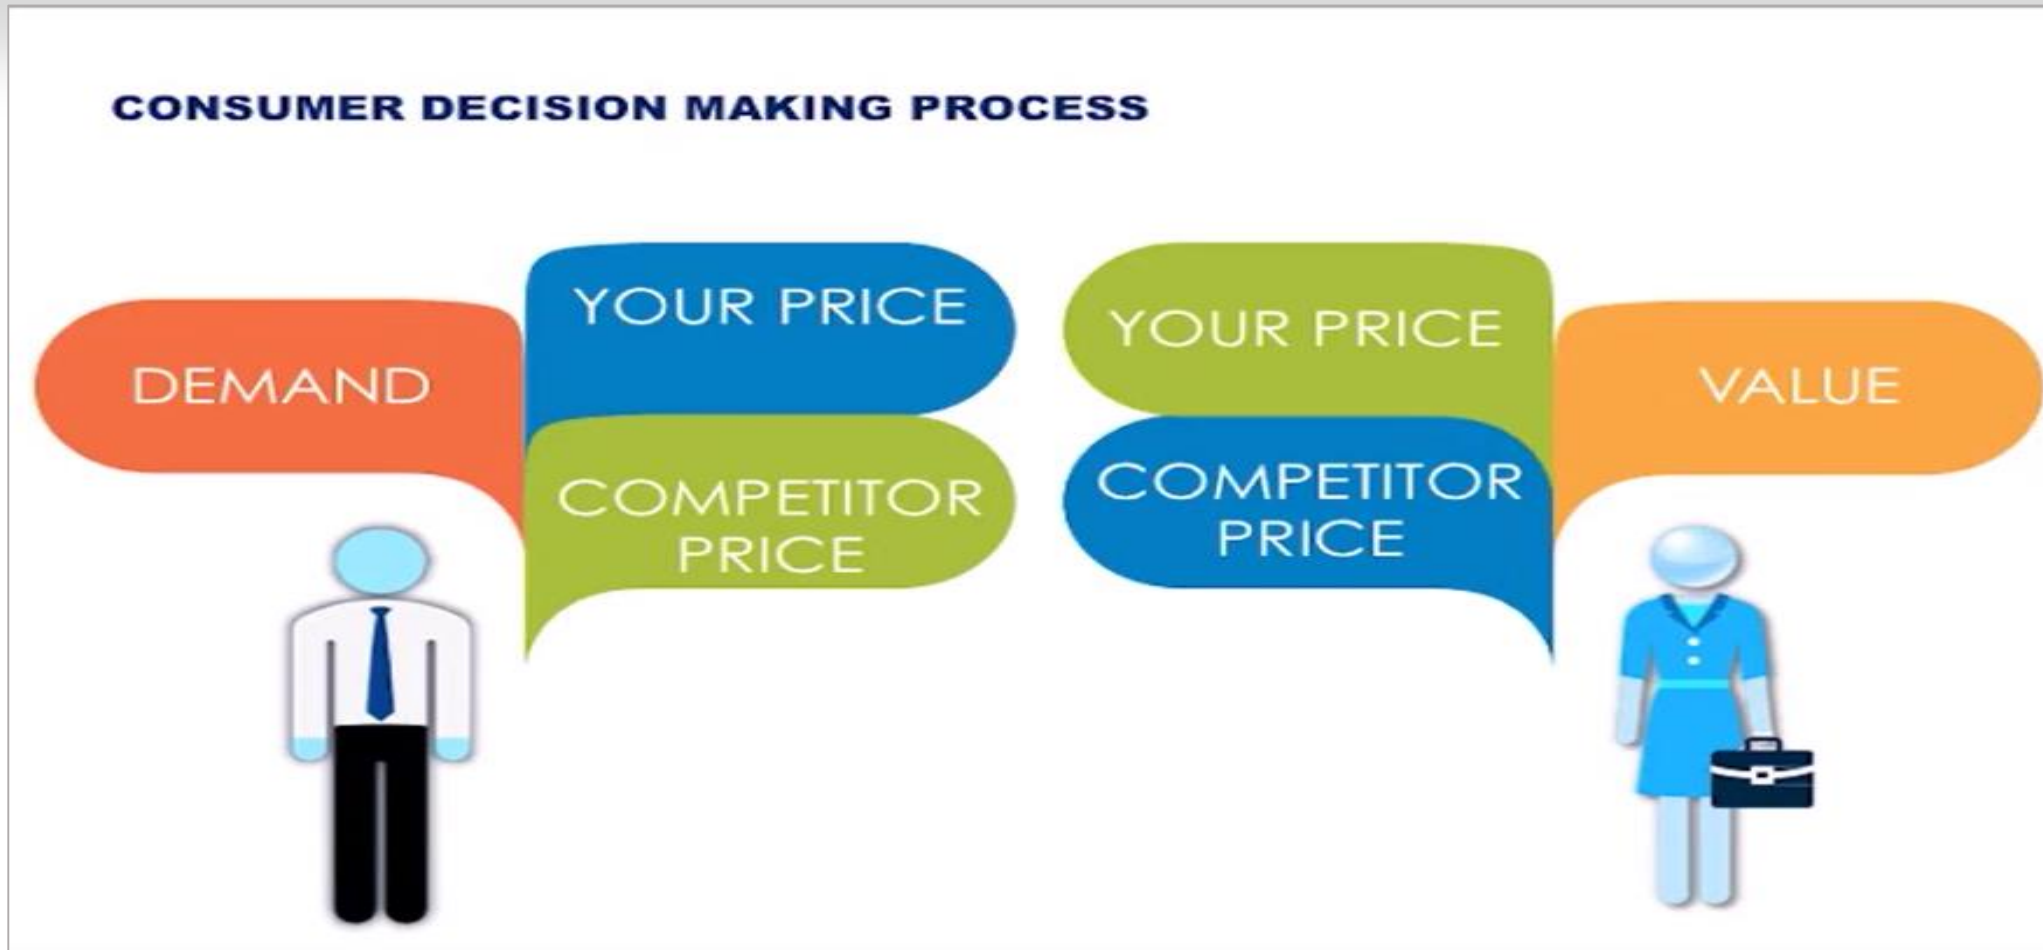 CONSUMER DECISION MAKING PROCESS
DEMAND
YOUR PRICE
COMPETITOR
PRICE
YOUR PRICE
COMPETITOR
PRICE
VALUE